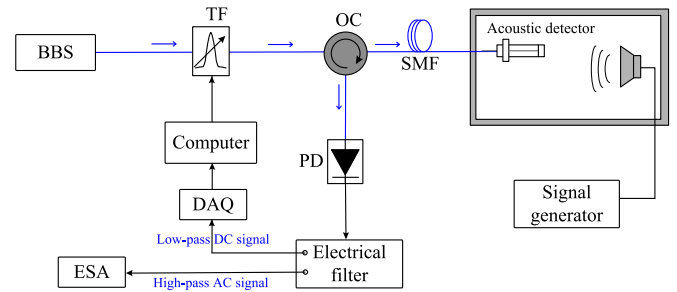 TF
OC
Acoustic detector
BBS
SMF
Computer
PD
DAQ
Signal
generator
Low-pass DC signal
Electrical
filter
ESA
High-pass AC signal